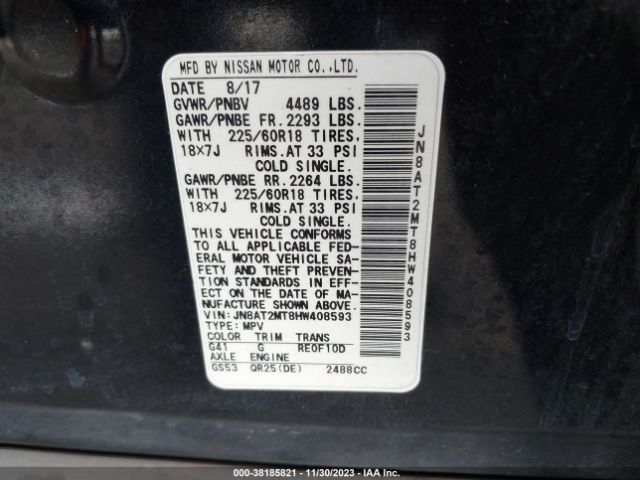 MFD BY NISSAN MOTOR CO.,LTD.
DATE 8/17
GVWR/PNBV 4489 LBS.
GAWR/PNBE FR. 2293 LBS.
WITH 225/60R18 TIRES,
18×7J RIMS.AT 33 PSI
COLD SINGLE.
GAWR/PNBE RR. 2264 LBS.
WITH 225/60R18 TIRES,
18×7J RIMS.AT 33 PSI
COLD SINGLE.
THIS VEHICLE CONFORMS
TO ALL APPLICABLE FED-
ERAL MOTOR VEHICLE SA-
FETY AND THEFT PREVEN-
TION STANDARDS IN EFF-
ECT ON THE DATE OF MA-
NUFACTURE SHOWN ABOVE.
VIN: JN8AT2MT8HW408593
TYPE: MPV
COLOR TRIM TRANS
G41 G RE0F10D
AXLE ENGINE
GS53 QR25(DE) 2488CC
JN8AT2MT8HW408593
000-38185821 - 11/30/2023 - IAA Inc.